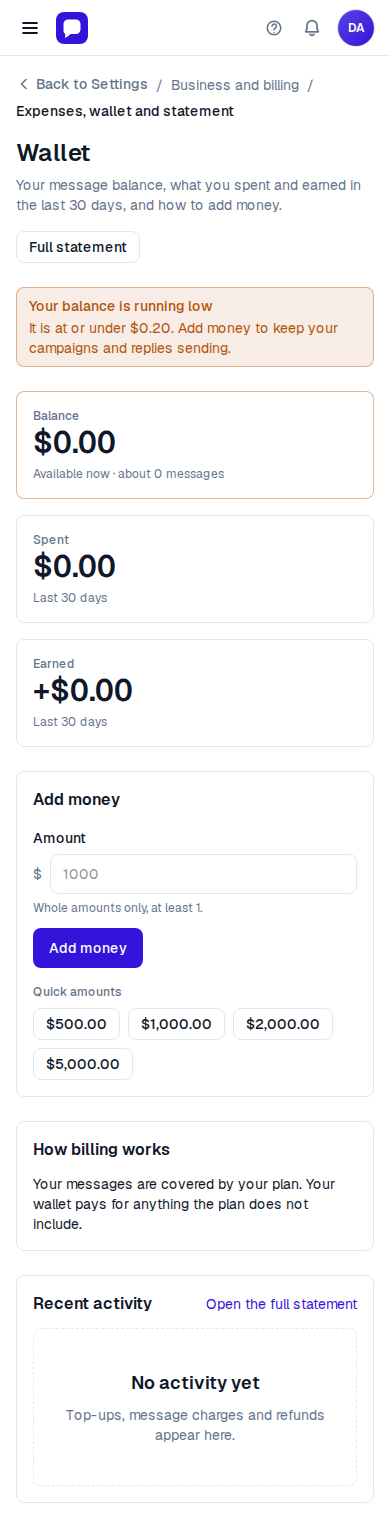 DA
Back to Settings / Business and billing /
Expenses, wallet and statement
Wallet
Your message balance, what you spent and earned in
the last 30 days, and how to add money.
Full statement
Your balance is running low
It is at or under $0.20. Add money to keep your
campaigns and replies sending.
Balance
$0.00
Available now · about 0 messages
Spent
$0.00
Last 30 days
Earned
+$0.00
Last 30 days
Add money
Amount
$ 1000
Whole amounts only, at least 1.
Add money
Quick amounts
$500.00 $1,000.00 $2,000.00
$5,000.00
How billing works
Your messages are covered by your plan. Your
wallet pays for anything the plan does not
include.
Recent activity Open the full statement
No activity yet
Top-ups, message charges and refunds
appear here.